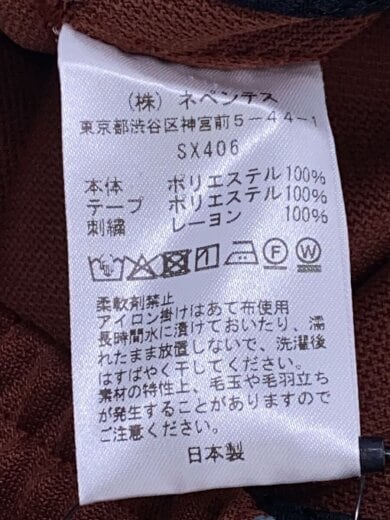 (株) ネペンテス
東京都渋谷区神宮前5-44-1
SX406
本体 ポリエステル100%
テープ ポリエステル100%
刺繍 レーヨン 100%
F W
柔軟剤禁止
アイロン掛けはあて布使用
長時間水に漬けておいたり、濡
れたまま放置しないで、洗濯後
はすばやく干してください。
素材の特性上、毛玉や毛羽立ち
が発生することがありますので
ご注意ください。
日本製